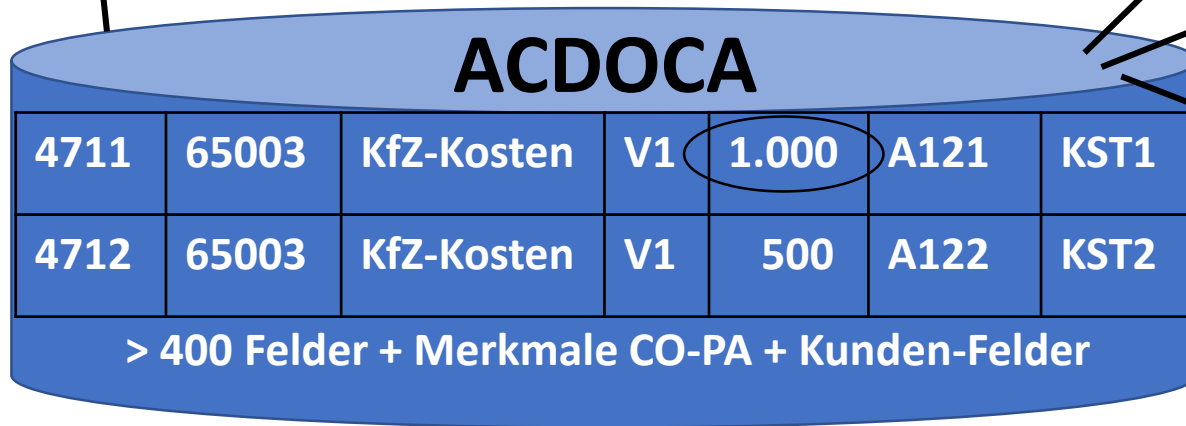 ACDOCA
4711 65003 KfZ-Kosten V1 1.000 A121 KST1
4712 65003 KfZ-Kosten V1 500 A122 KST2
> 400 Felder + Merkmale CO-PA + Kunden-Felder